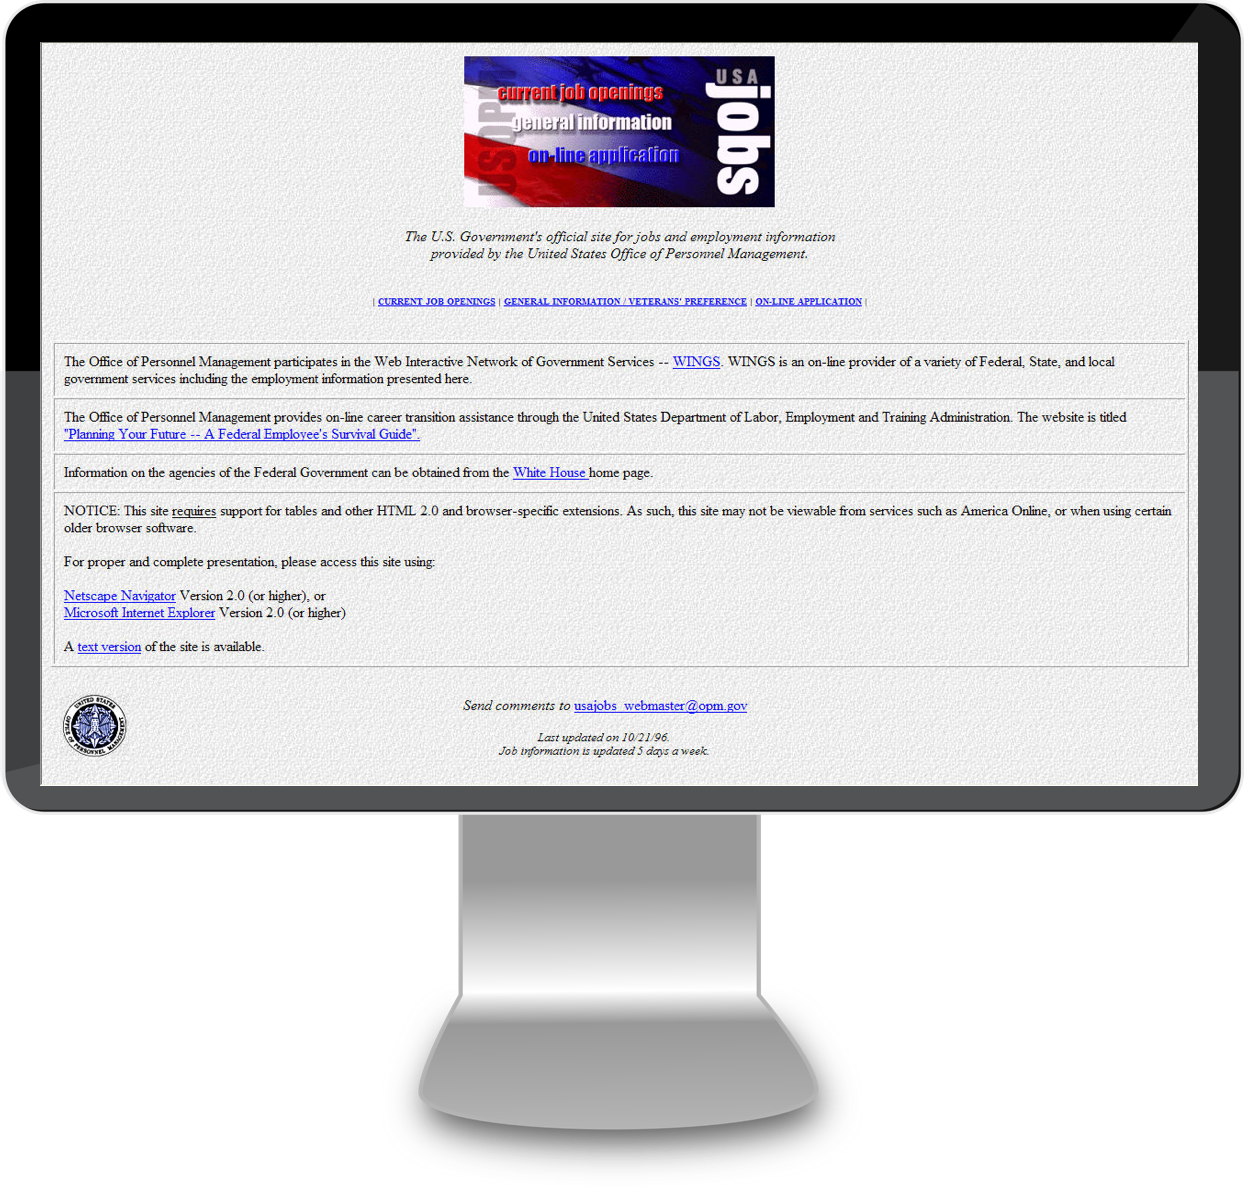 USA
jobs
USOPM
current job openings
general information
on-line application
The U.S. Government's official site for jobs and employment information
provided by the United States Office of Personnel Management.
| CURRENT JOB OPENINGS | GENERAL INFORMATION / VETERANS' PREFERENCE | ON-LINE APPLICATION |
The Office of Personnel Management participates in the Web Interactive Network of Government Services -- WINGS. WINGS is an on-line provider of a variety of Federal, State, and local
government services including the employment information presented here.
The Office of Personnel Management provides on-line career transition assistance through the United States Department of Labor, Employment and Training Administration. The website is titled
"Planning Your Future -- A Federal Employee's Survival Guide".
Information on the agencies of the Federal Government can be obtained from the White House home page.
NOTICE: This site requires support for tables and other HTML 2.0 and browser-specific extensions. As such, this site may not be viewable from services such as America Online, or when using certain
older browser software.
For proper and complete presentation, please access this site using:
Netscape Navigator Version 2.0 (or higher), or
Microsoft Internet Explorer Version 2.0 (or higher)
A text version of the site is available.
UNITED STATES
OFFICE OF PERSONNEL MANAGEMENT
Send comments to usajobs_webmaster@opm.gov
Last updated on 10/21/96.
Job information is updated 5 days a week.